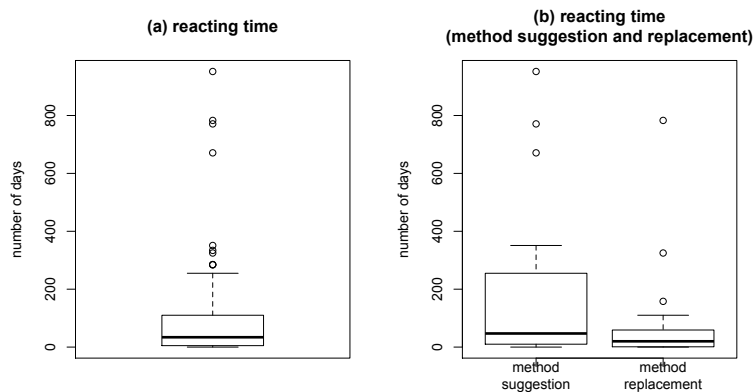 (a) reacting time
number of days
0
200
400
600
800
(b) reacting time
(method suggestion and replacement)
number of days
0
200
400
600
800
method
suggestion
method
replacement